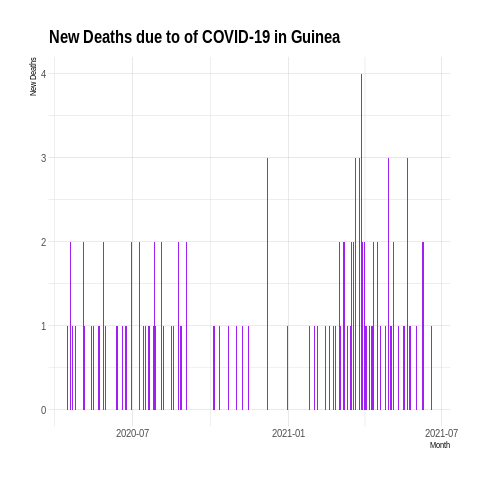 New Deaths due to of COVID-19 in Guinea
New Deaths
4
3
2
1
0
2020-07
2021-01
2021-07
Month